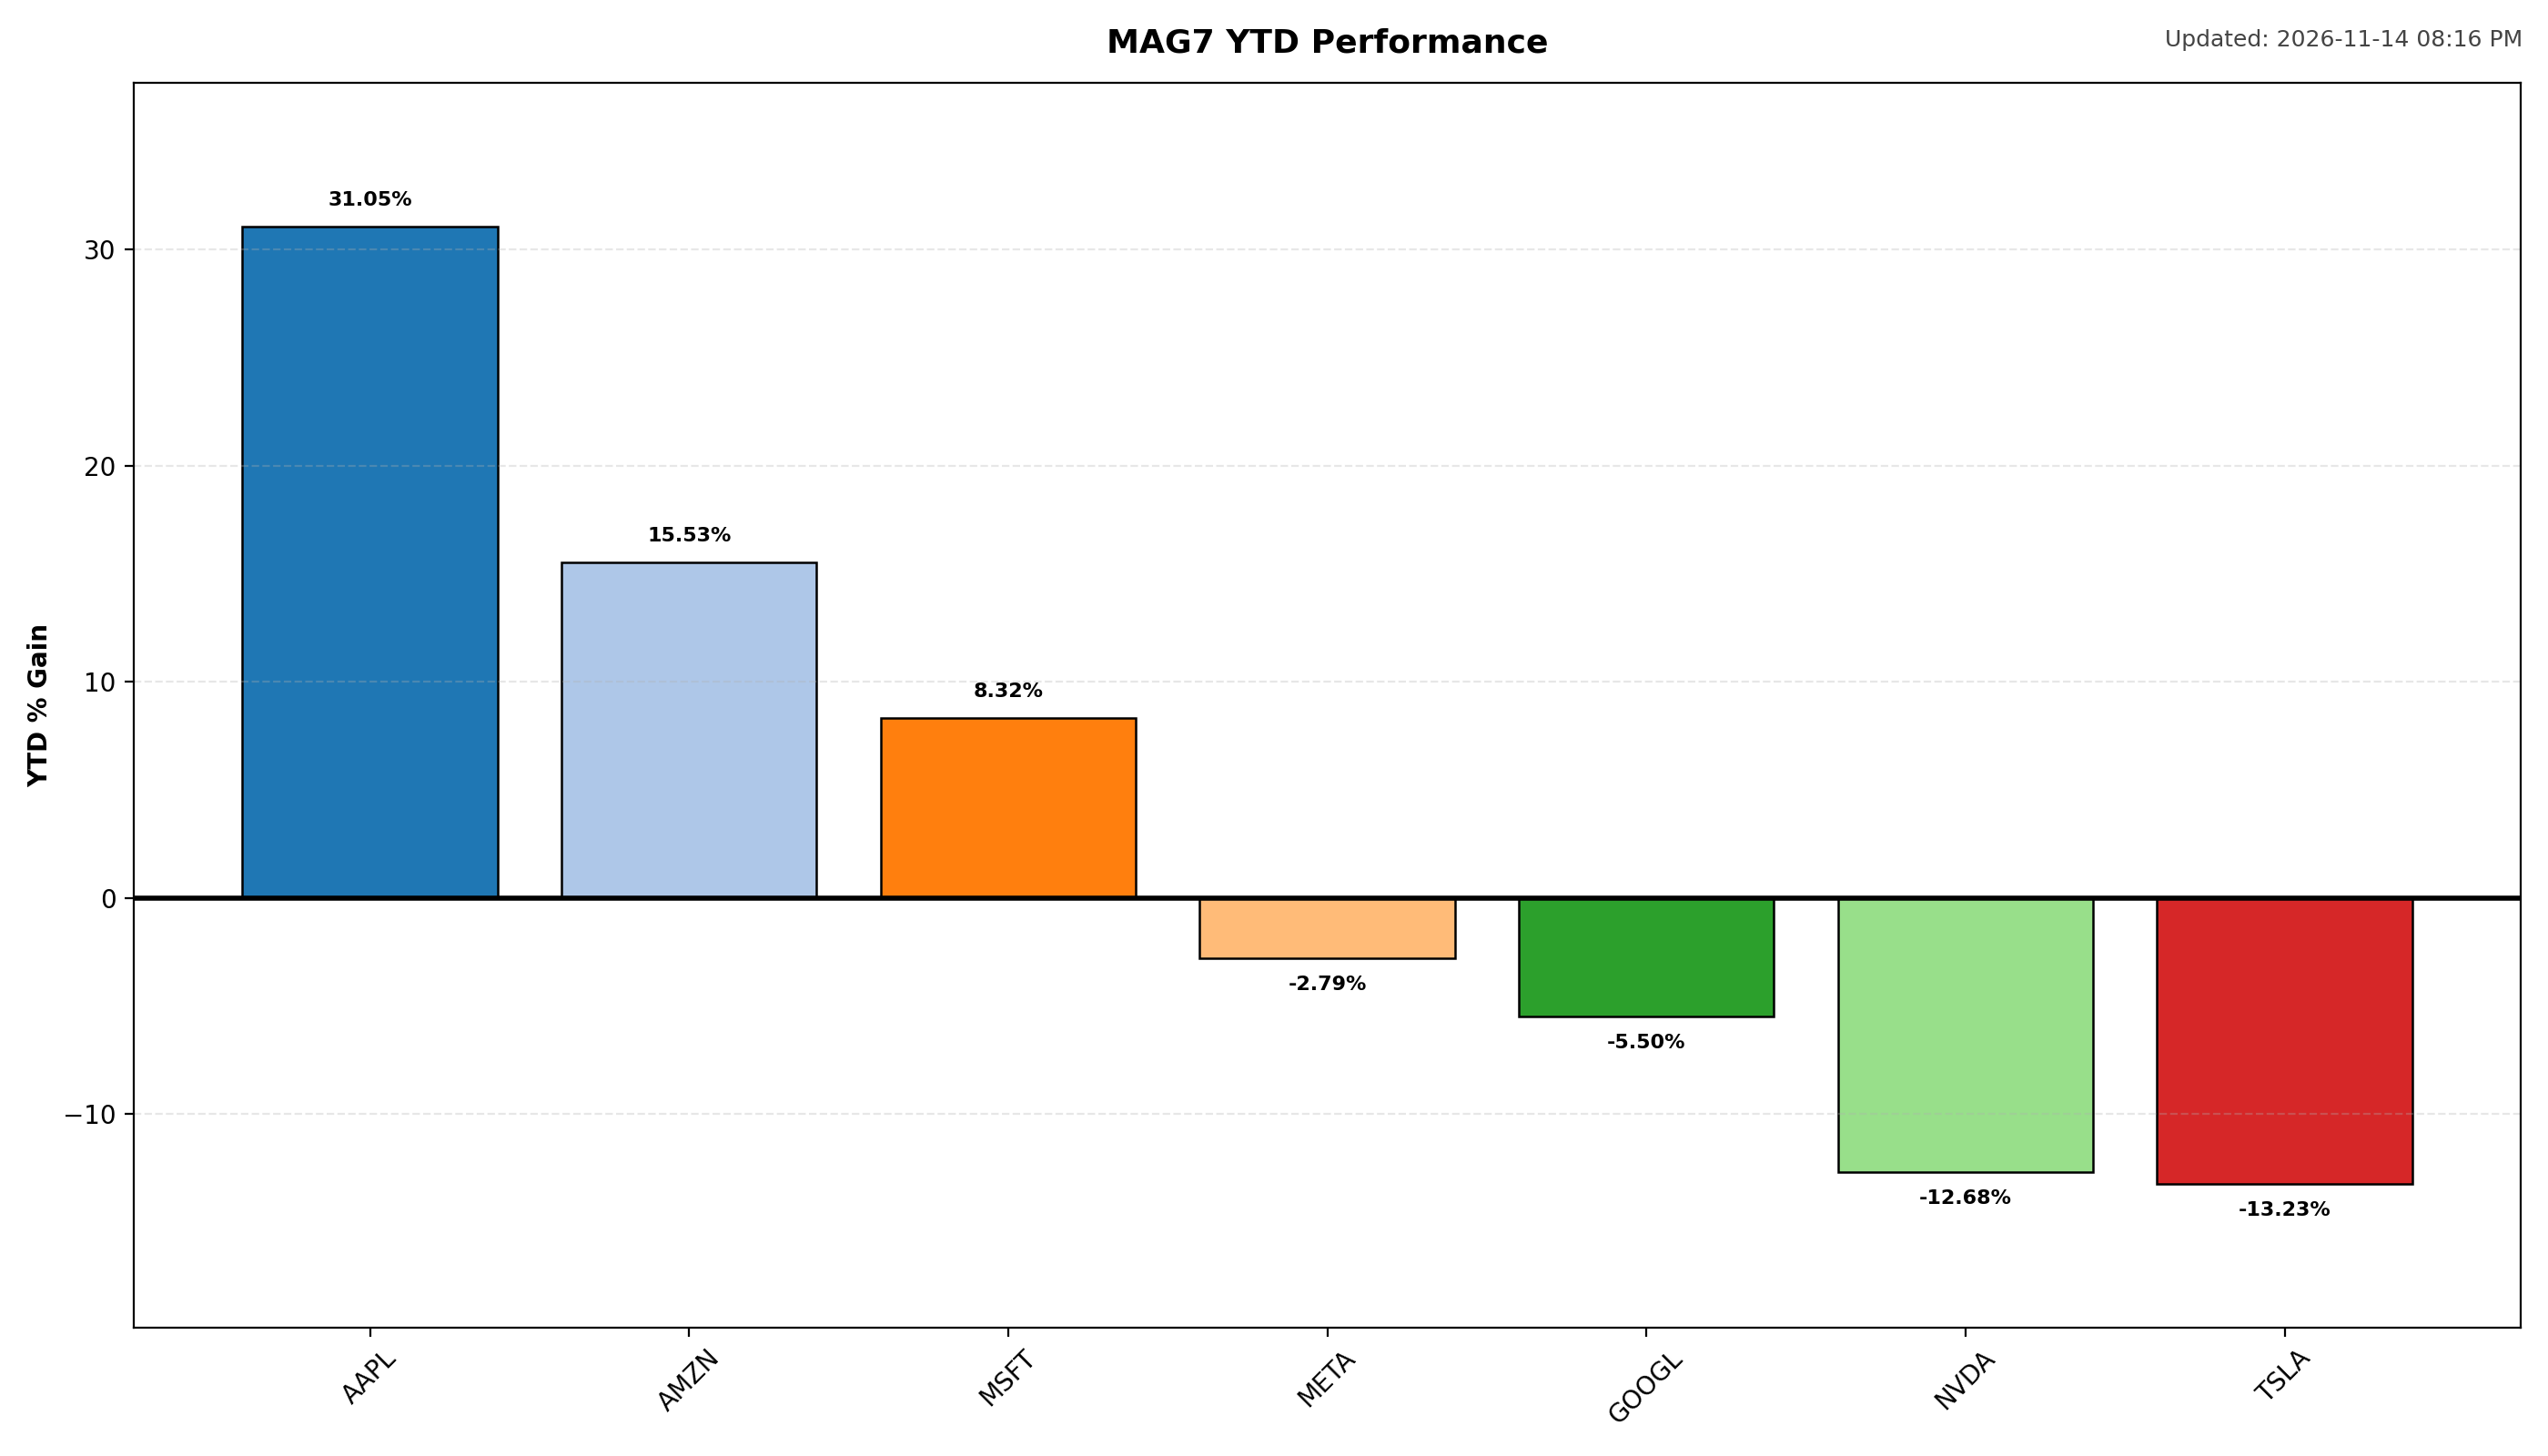 MAG7 YTD Performance
Updated: 2026-11-14 08:16 PM
YTD % Gain
30
20
10
0
−10
31.05%
15.53%
8.32%
-2.79%
-5.50%
-12.68%
-13.23%
AAPL
AMZN
MSFT
META
GOOGL
NVDA
TSLA